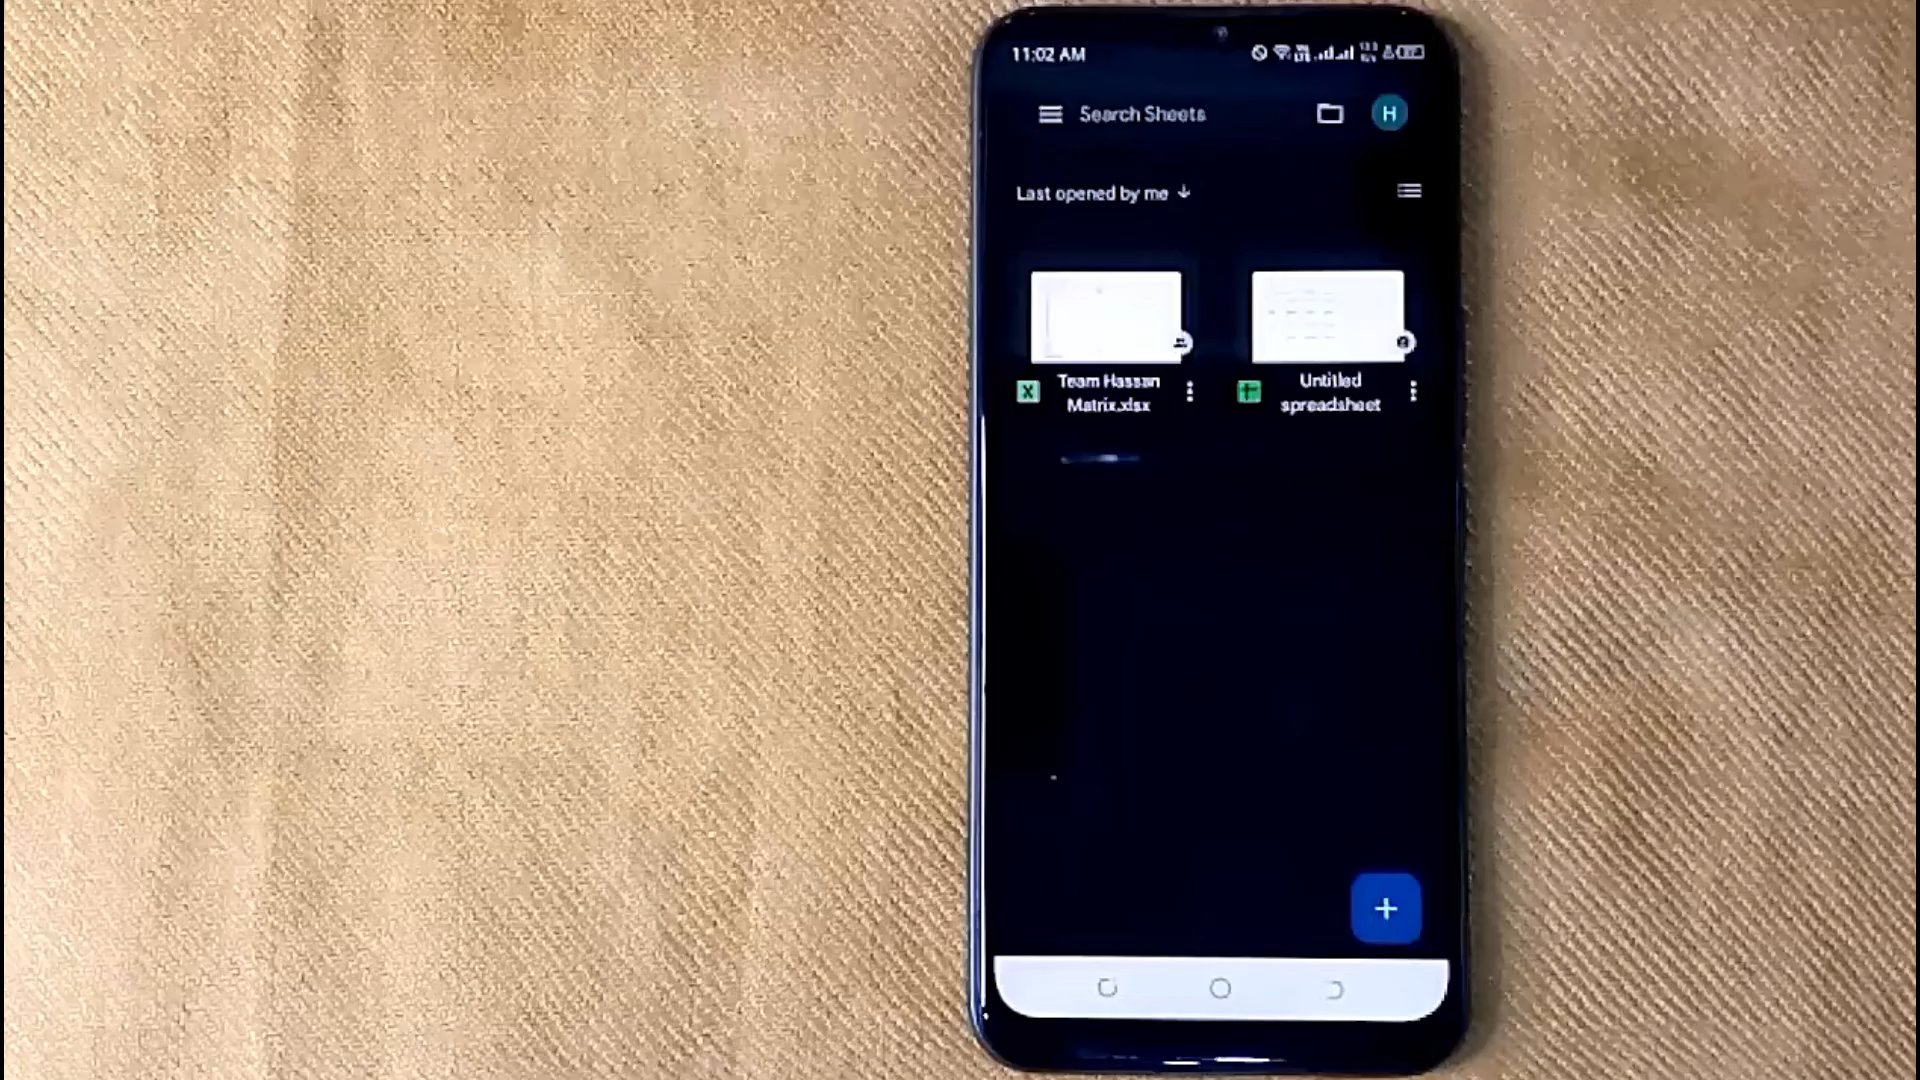 11:02 AM
Search Sheets
H
Last opened by me
Team Hassan
Matrix.xlsx
X
Untitled
spreadsheet